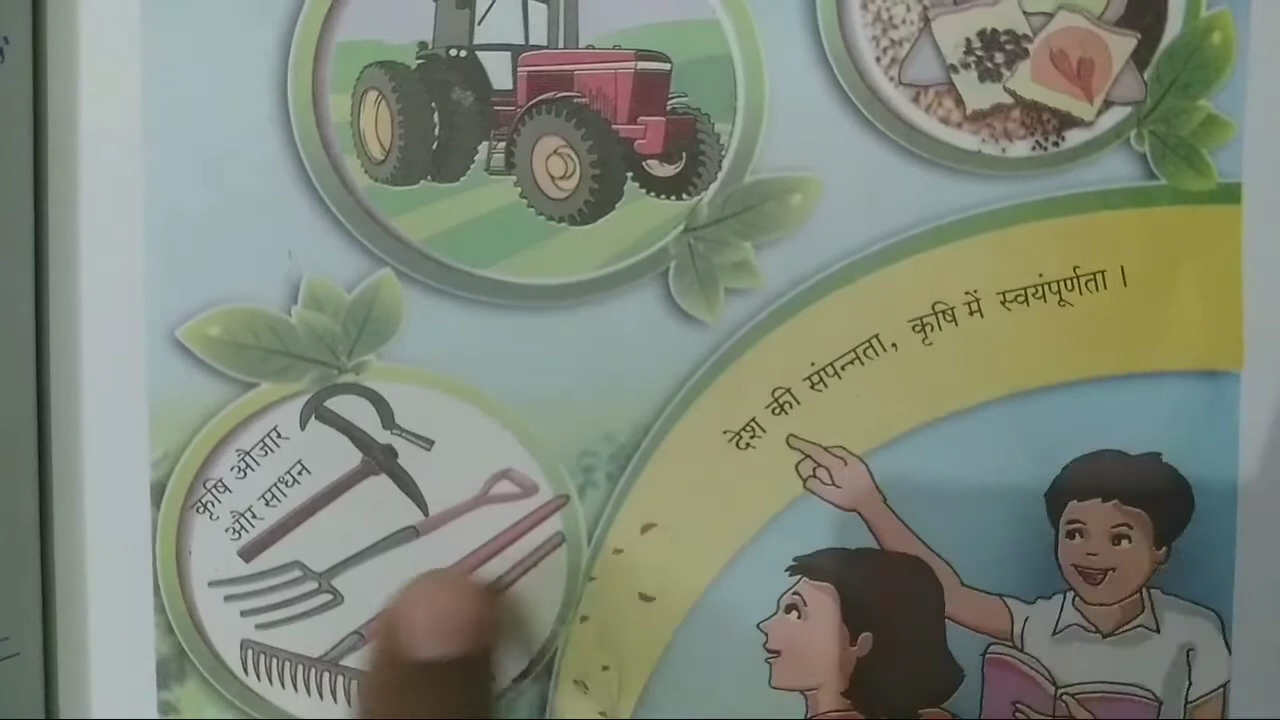 देश की संपन्नता, कृषि में स्वयंपूर्णता ।
कृषि औजार
और साधन